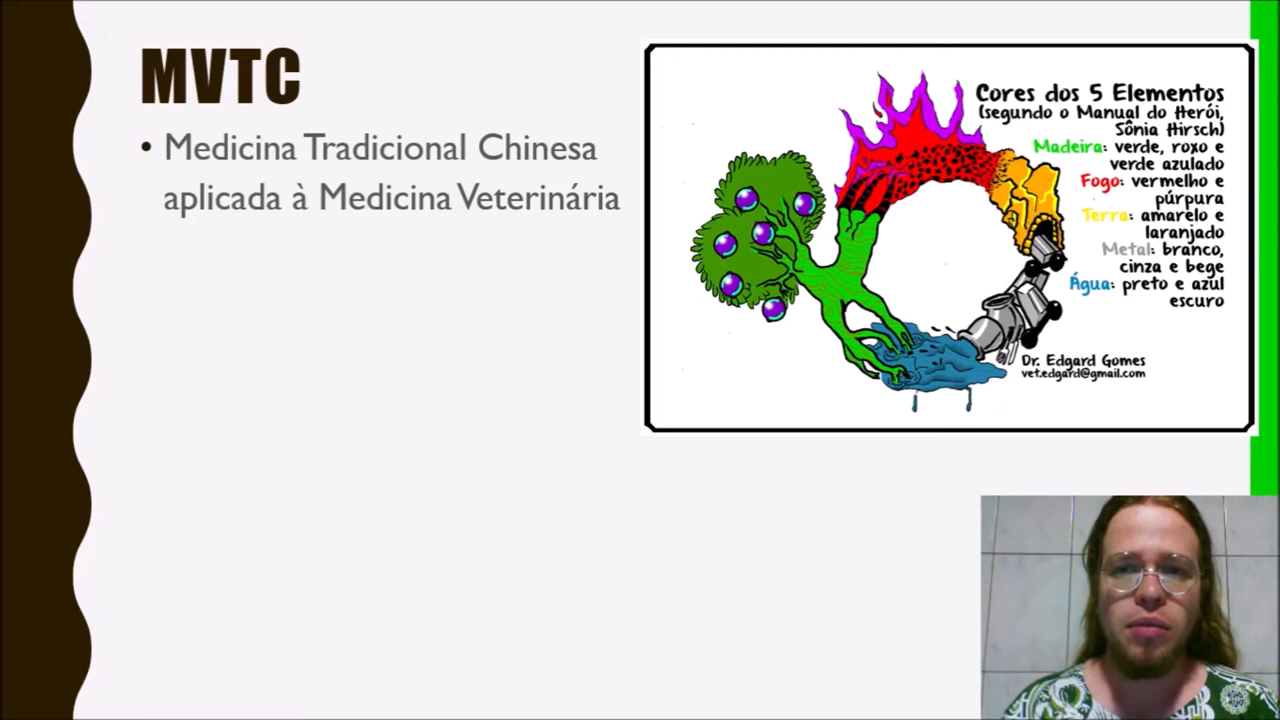 MVTC
• Medicina Tradicional Chinesa
aplicada à Medicina Veterinária
Cores dos 5 Elementos
(segundo o Manual do Herói,
Sônia Hirsch)
Madeira: verde, roxo e
verde azulado
Fogo: vermelho e
púrpura
Terra: amarelo e
laranjado
Metal: branco,
cinza e bege
Água: preto e azul
escuro
Dr. Edgard Gomes
vet.edgard@gmail.com